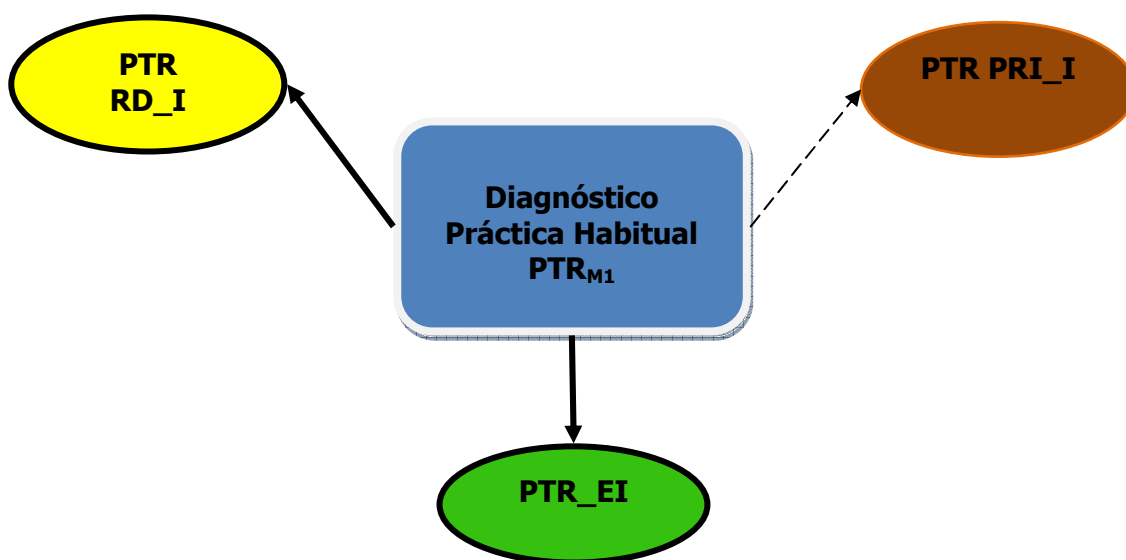 PTR
RD_I
PTR PRI_I
Diagnóstico
Práctica Habitual
PTRM1
PTR_EI